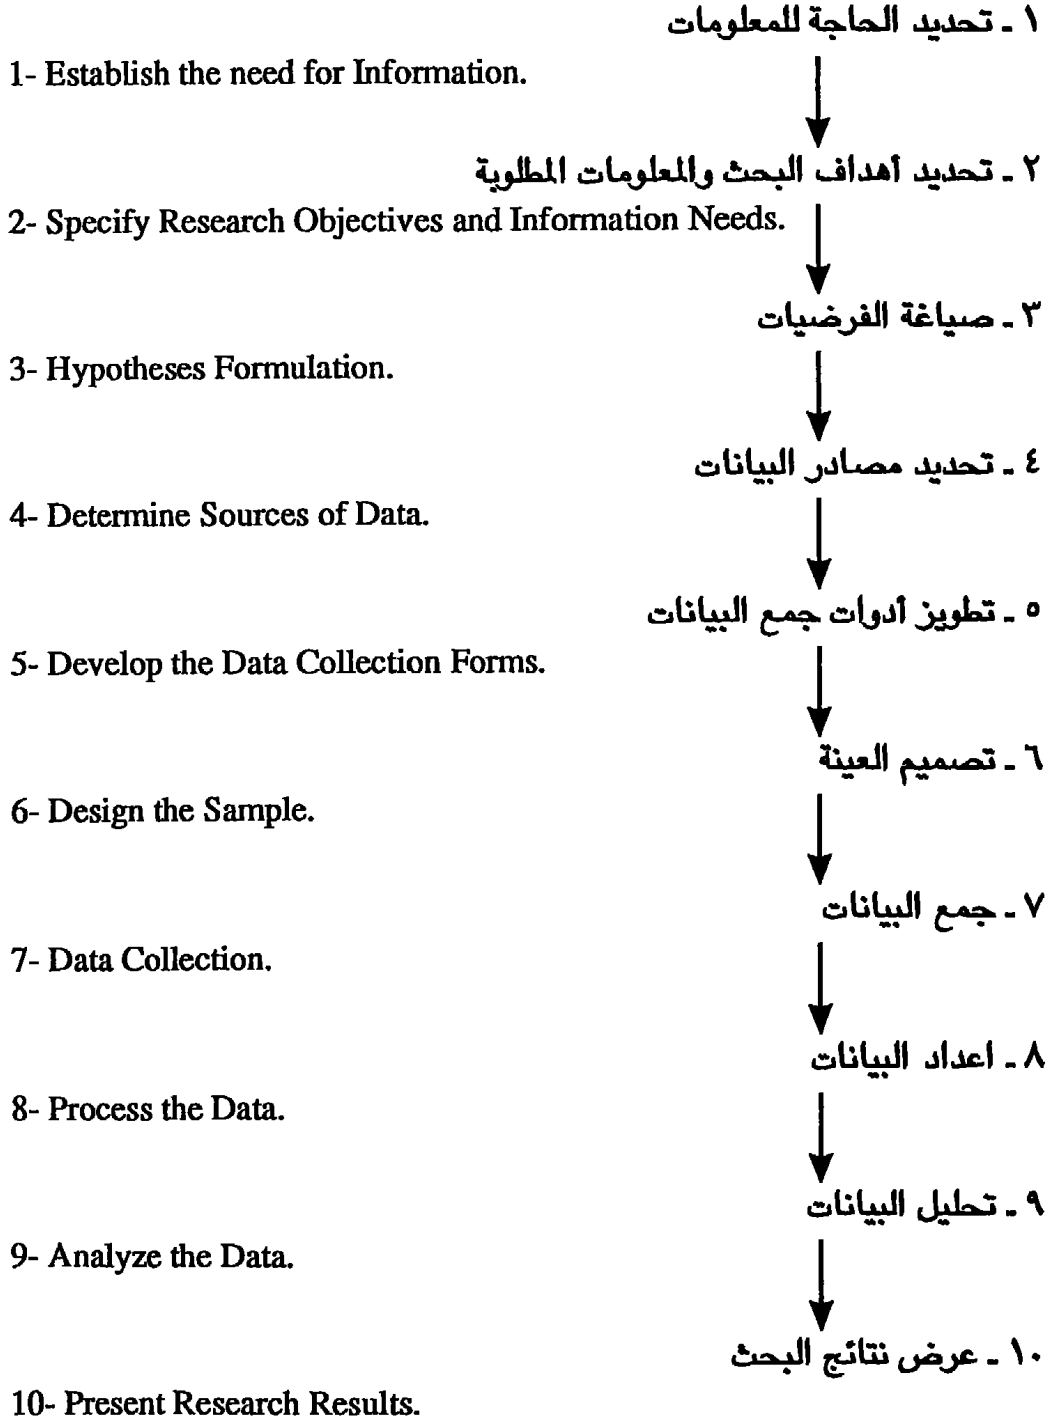 ١ ـ تحديد الحاجة للمعلومات
1- Establish the need for Information.
٢ ـ تحديد أهداف البحث والمعلومات المطلوبة
2- Specify Research Objectives and Information Needs.
٣ ـ صياغة الفرضيات
3- Hypotheses Formulation.
٤ ـ تحديد مصادر البيانات
4- Determine Sources of Data.
٥ ـ تطويز أدوات جمع البيانات
5- Develop the Data Collection Forms.
٦ ـ تصميم العينة
6- Design the Sample.
٧ ـ جمع البيانات
7- Data Collection.
٨ ـ اعداد البيانات
8- Process the Data.
٩ ـ تحليل البيانات
9- Analyze the Data.
١٠ ـ عرض نتائج البحث
10- Present Research Results.